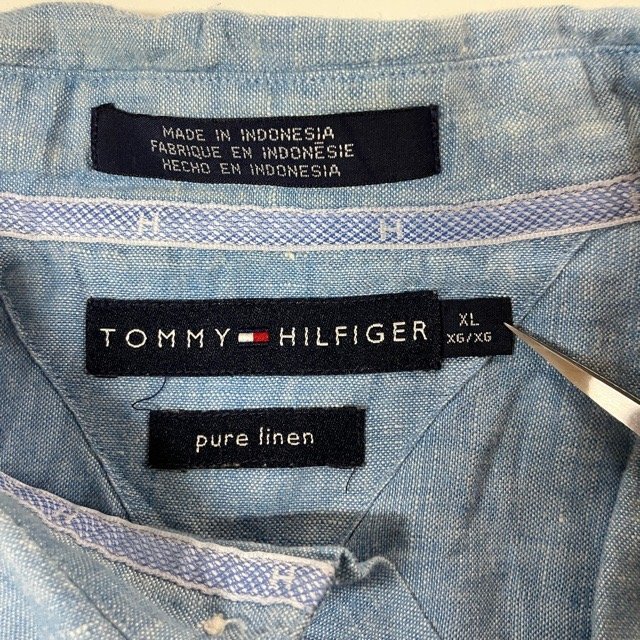 MADE IN INDONESIA
FABRIQUE EN INDONÉSIE
HECHO EN INDONESIA
H H
TOMMY HILFIGER
XL
XG/XG
pure linen
H